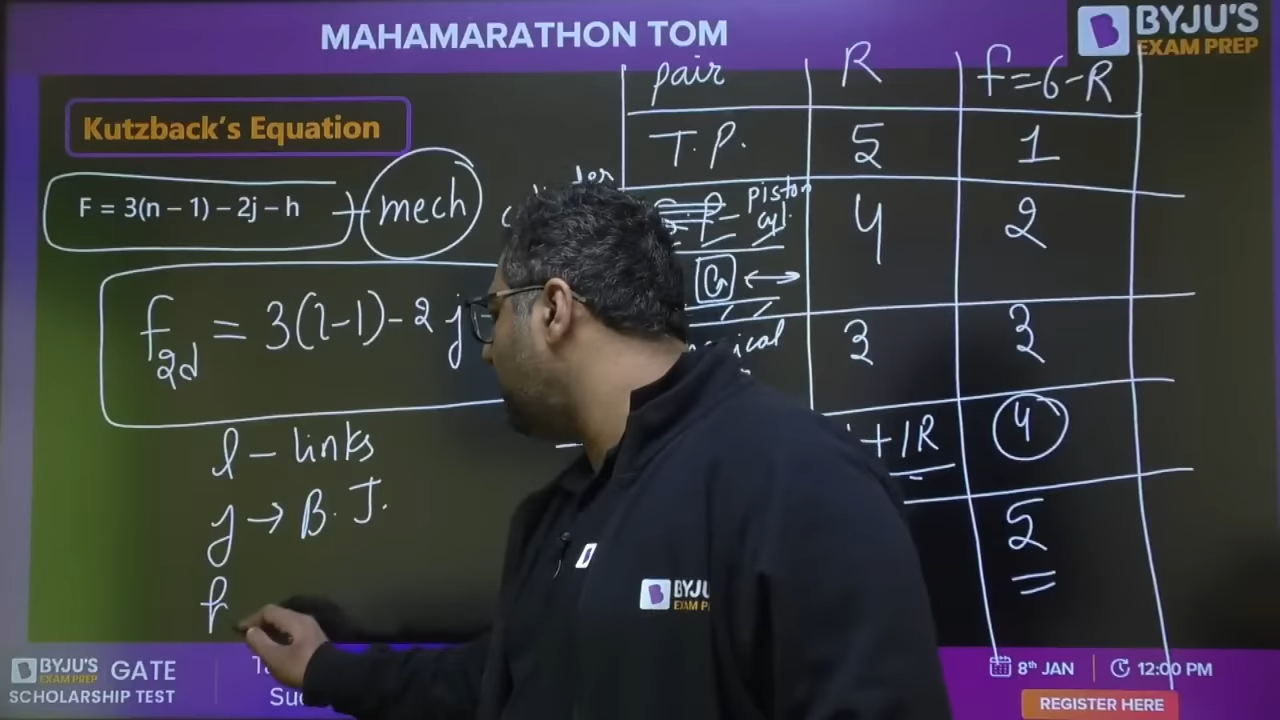 MAHAMARATHON TOM
BYJU'S
EXAM PREP
Kutzback's Equation
F = 3(n – 1) – 2j – h
mech
f2d = 3(l-1) - 2 j
l – links
j → B. J.
h
pair R f=6-R
T. P. 5 1
piston
cyl. 4 2
3 3
+1R 4
5
BYJU'S
EXAM PREP
GATE
SCHOLARSHIP TEST
8th JAN
12:00 PM
REGISTER HERE
BYJU
EXAM P